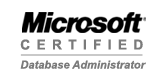 Microsoft®
CERTIFIED
Database Administrator